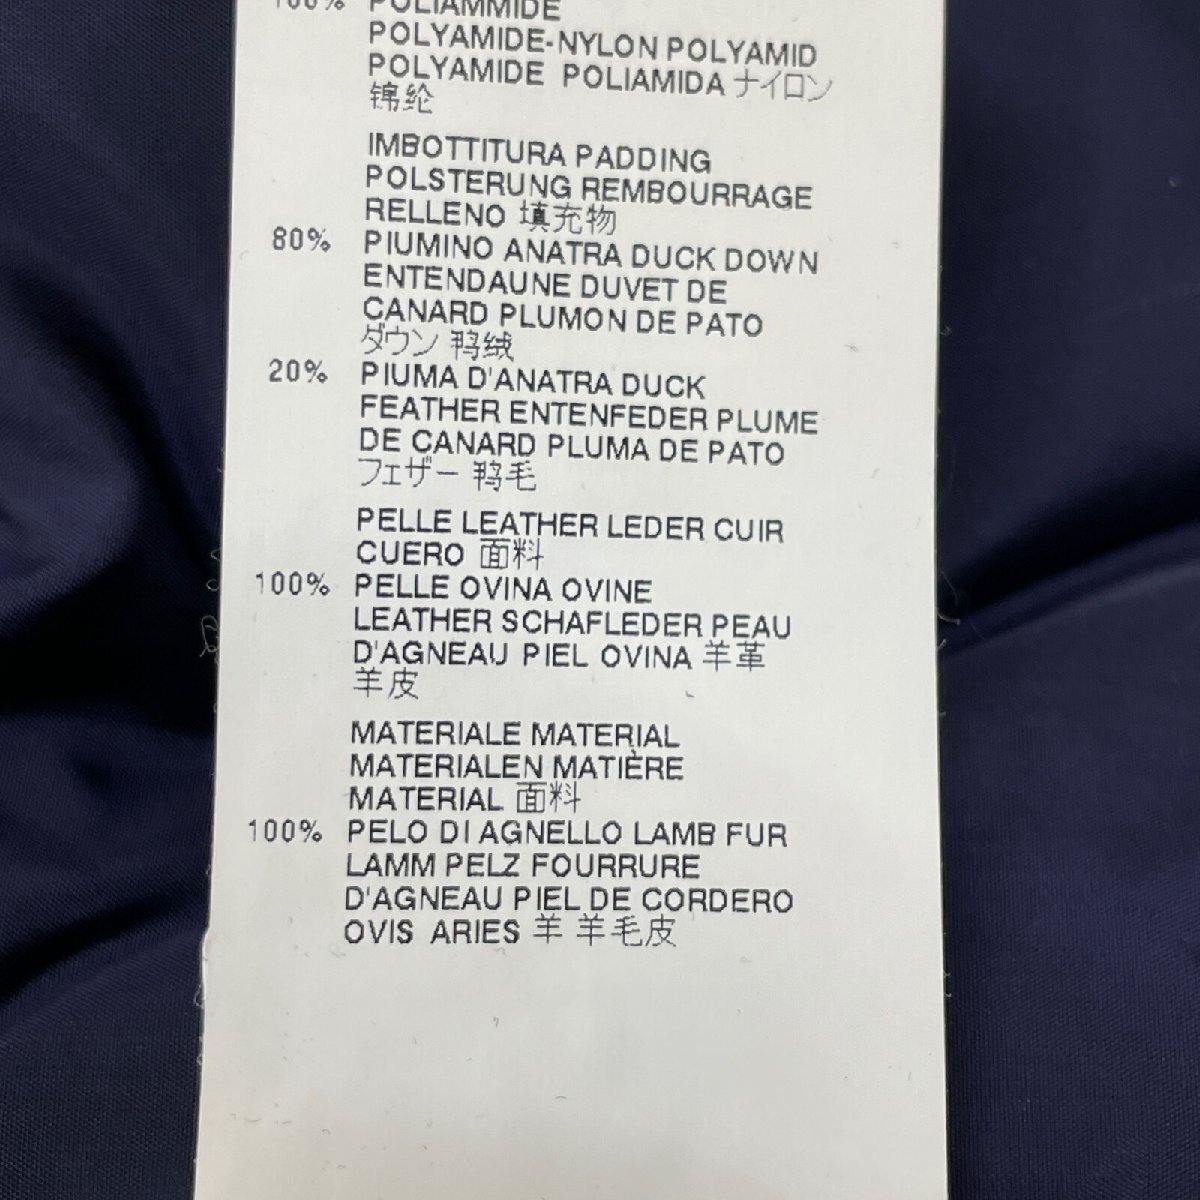 100% POLIAMMIDE
POLYAMIDE-NYLON POLYAMID
POLYAMIDE POLIAMIDA ナイロン
锦纶
IMBOTTITURA PADDING
POLSTERUNG REMBOURRAGE
RELLENO 填充物
80% PIUMINO ANATRA DUCK DOWN
ENTENDAUNE DUVET DE
CANARD PLUMON DE PATO
ダウン 鸭绒
20% PIUMA D'ANATRA DUCK
FEATHER ENTENFEDER PLUME
DE CANARD PLUMA DE PATO
フェザー 鸭毛
PELLE LEATHER LEDER CUIR
CUERO 面料
100% PELLE OVINA OVINE
LEATHER SCHAFLEDER PEAU
D'AGNEAU PIEL OVINA 羊革
羊皮
MATERIALE MATERIAL
MATERIALEN MATIÈRE
MATERIAL 面料
100% PELO DI AGNELLO LAMB FUR
LAMM PELZ FOURRURE
D'AGNEAU PIEL DE CORDERO
OVIS ARIES 羊 羊毛皮